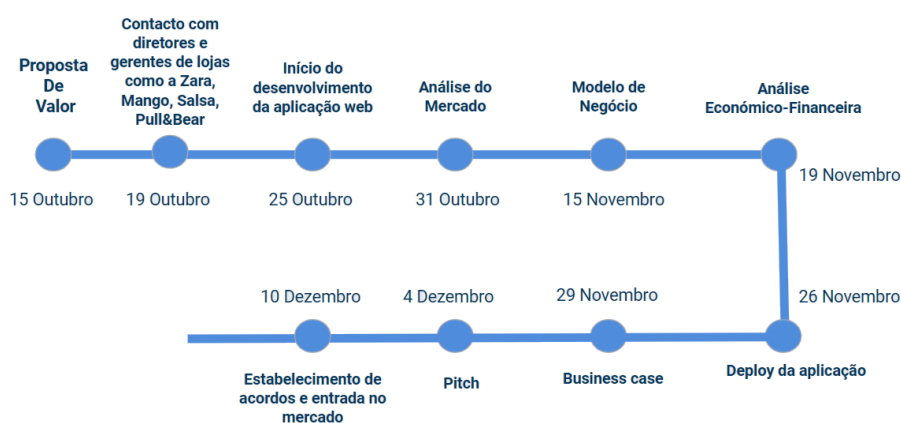 Proposta
De
Valor
15 Outubro
Contacto com
diretores e
gerentes de lojas
como a Zara,
Mango, Salsa,
Pull&Bear
19 Outubro
Início do
desenvolvimento
da aplicação web
25 Outubro
Análise do
Mercado
31 Outubro
Modelo de
Negócio
15 Novembro
Análise
Económico-Financeira
19 Novembro
26 Novembro
Deploy da aplicação
29 Novembro
Business case
4 Dezembro
Pitch
10 Dezembro
Estabelecimento de
acordos e entrada no
mercado